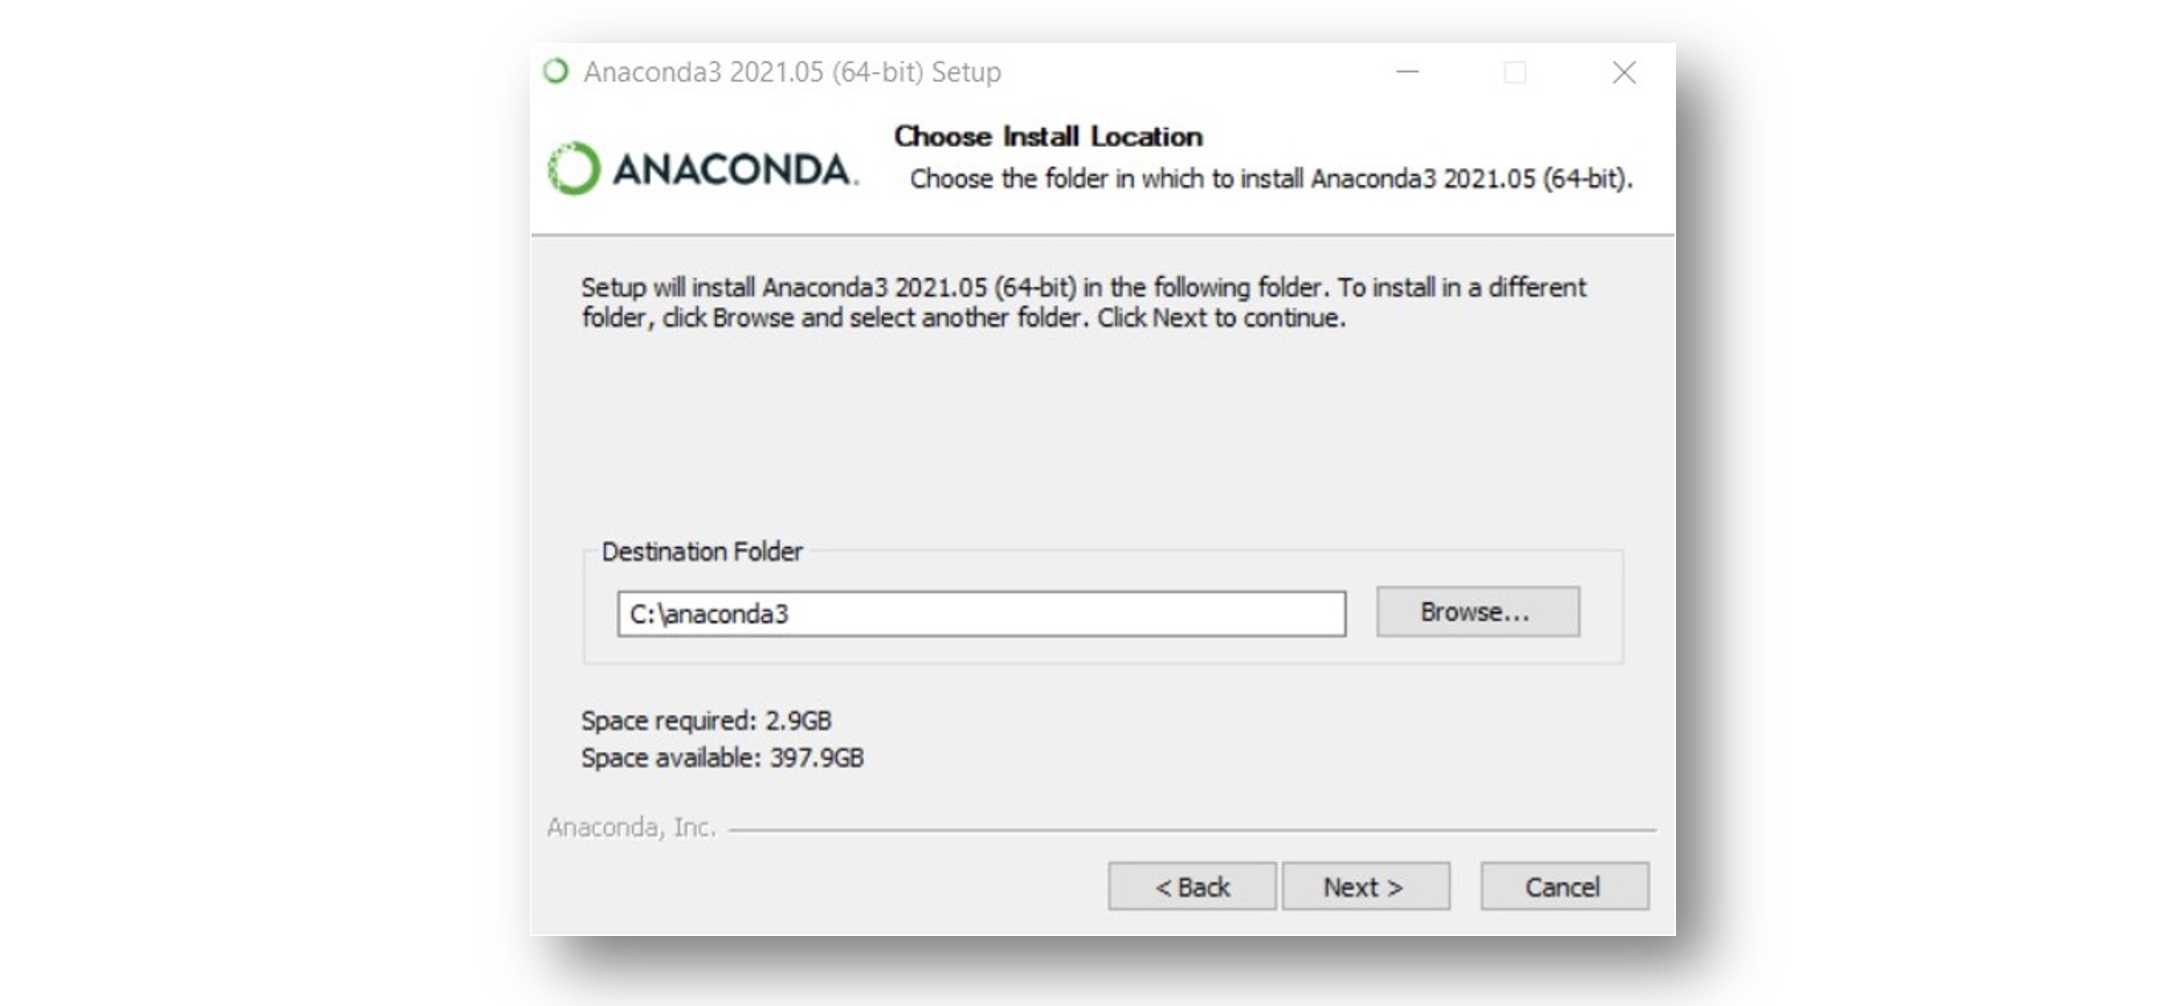 Anaconda3 2021.05 (64-bit) Setup
ANACONDA.
Choose Install Location
Choose the folder in which to install Anaconda3 2021.05 (64-bit).
Setup will install Anaconda3 2021.05 (64-bit) in the following folder. To install in a different
folder, click Browse and select another folder. Click Next to continue.
Destination Folder
C:\anaconda3
Browse...
Space required: 2.9GB
Space available: 397.9GB
Anaconda, Inc.
< Back
Next >
Cancel